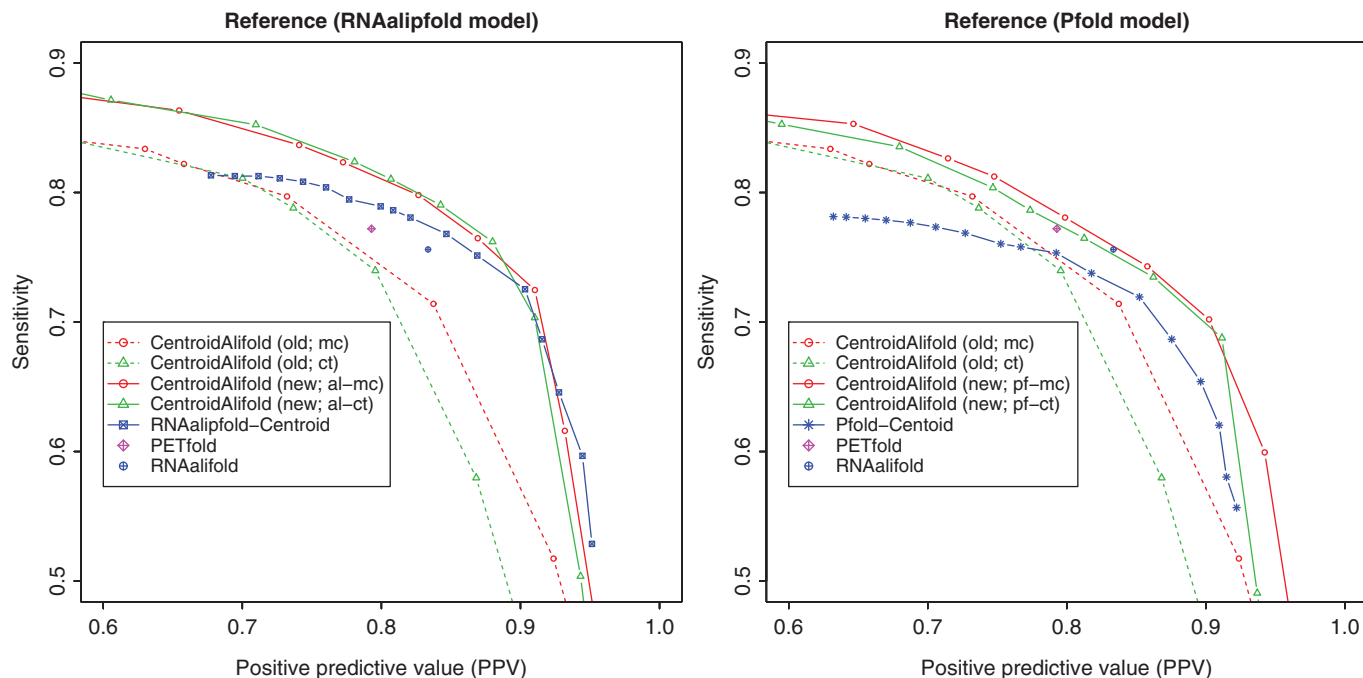 Reference (RNAalipfold model)
Sensitivity
0.9
0.8
0.7
0.6
0.5
CentroidAlifold (old; mc)
CentroidAlifold (old; ct)
CentroidAlifold (new; al-mc)
CentroidAlifold (new; al-ct)
RNAalipfold-Centroid
PETfold
RNAalifold
0.6 0.7 0.8 0.9 1.0
Positive predictive value (PPV)
Reference (Pfold model)
Sensitivity
0.9
0.8
0.7
0.6
0.5
CentroidAlifold (old; mc)
CentroidAlifold (old; ct)
CentroidAlifold (new; pf-mc)
CentroidAlifold (new; pf-ct)
Pfold-Centoid
PETfold
RNAalifold
0.6 0.7 0.8 0.9 1.0
Positive predictive value (PPV)